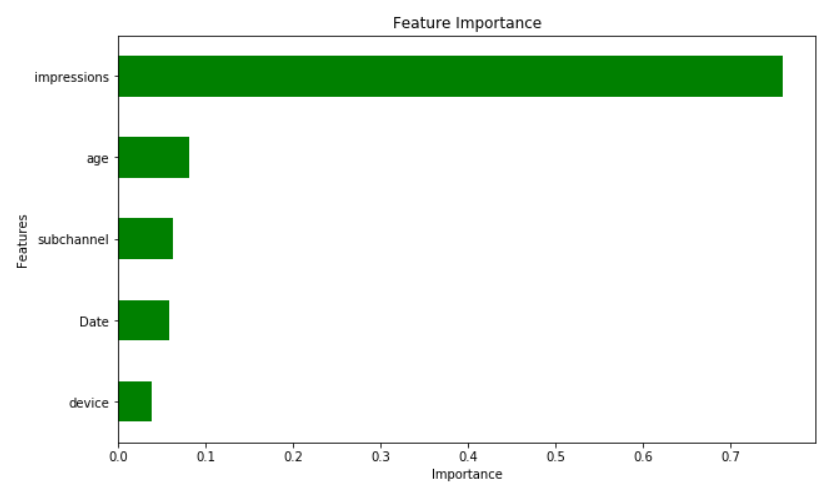 Feature Importance
impressions
age
subchannel
Date
device
Features
0.0 0.1 0.2 0.3 0.4 0.5 0.6 0.7
Importance